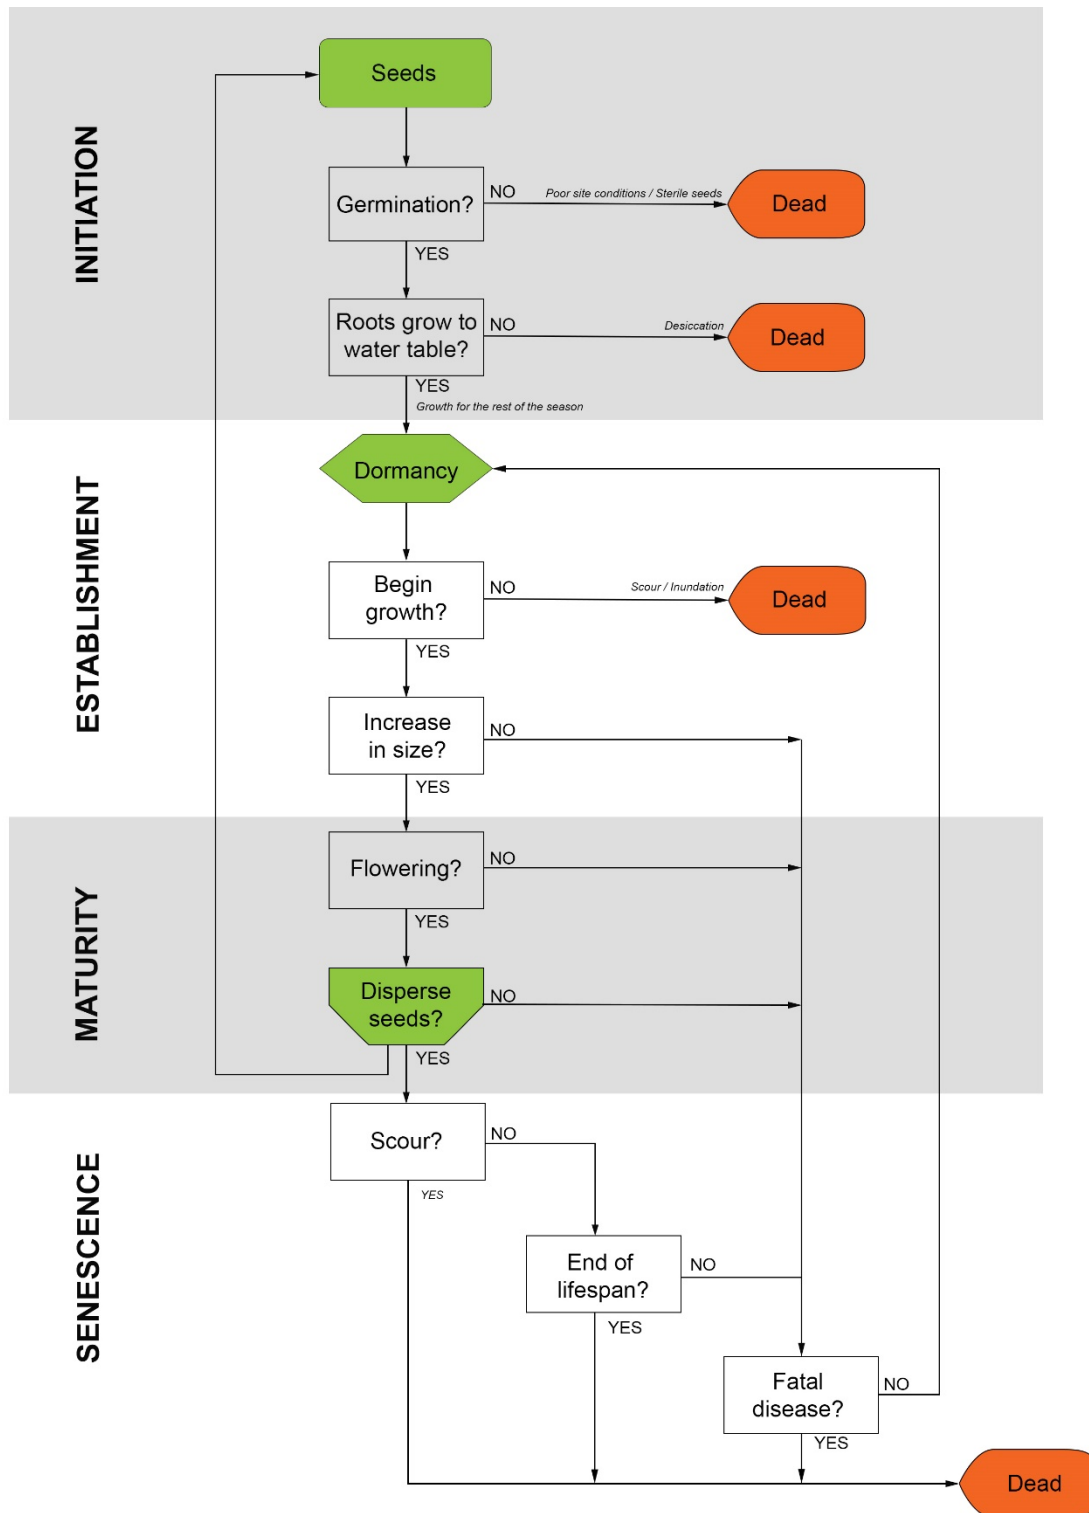 INITIATION
Seeds
Germination?
NO
Poor site conditions / Sterile seeds
Dead
YES
Roots grow to
water table?
NO
Desiccation
Dead
YES
Growth for the rest of the season
ESTABLISHMENT
Dormancy
Begin
growth?
NO
Scour / Inundation
Dead
YES
Increase
in size?
NO
YES
MATURITY
Flowering?
NO
YES
Disperse
seeds?
NO
YES
SENESCENCE
Scour?
NO
YES
End of
lifespan?
NO
YES
Fatal
disease?
NO
YES
Dead